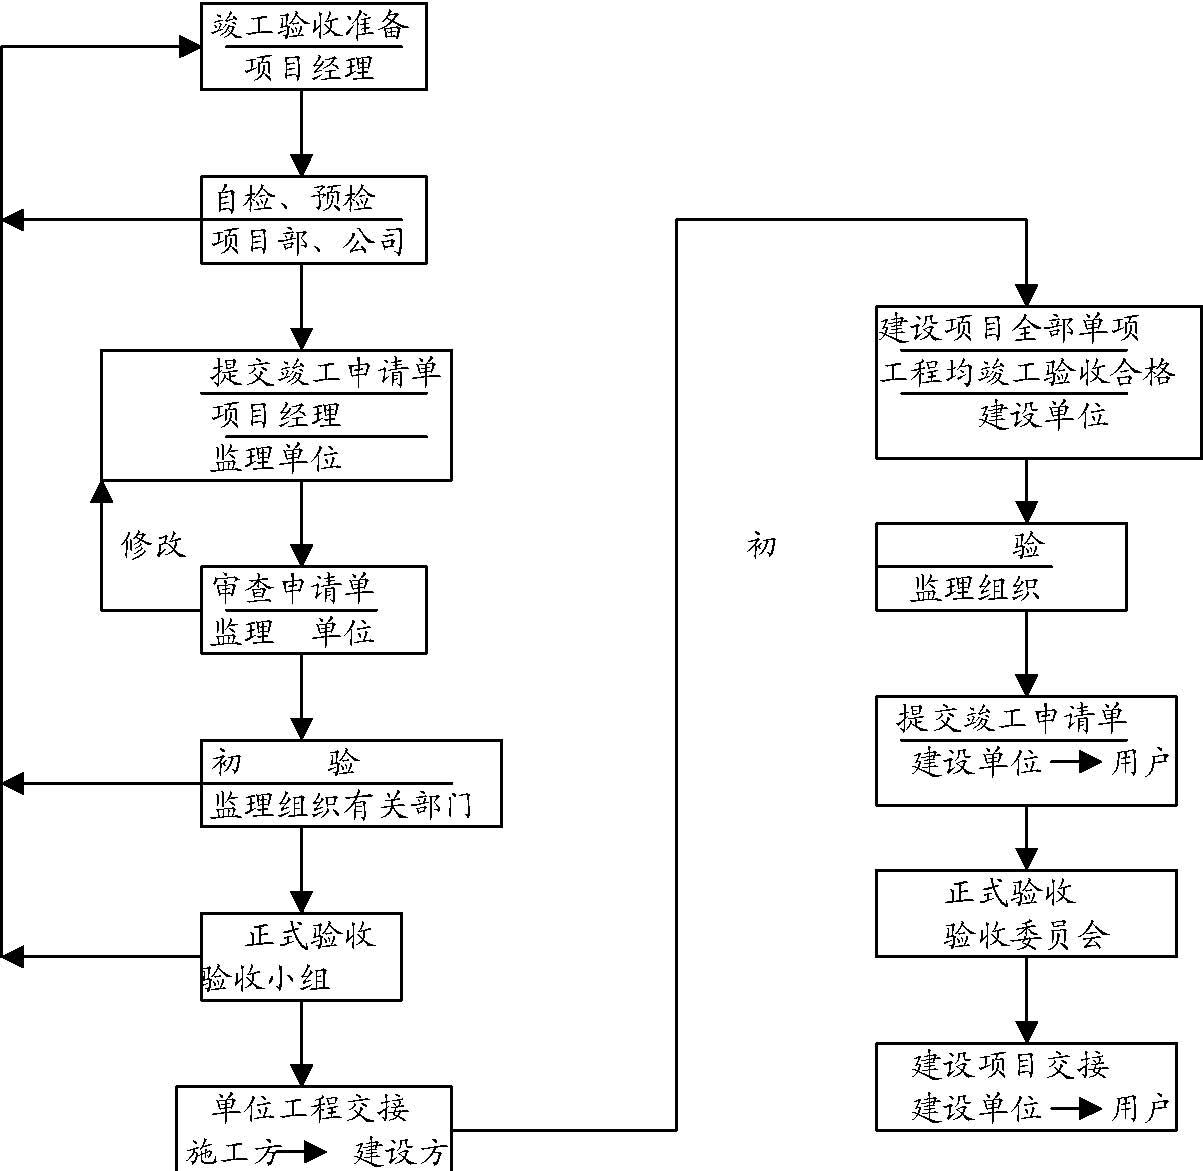 竣工验收准备
项目经理
自检、预检
项目部、公司
提交竣工申请单
项目经理
监理单位
修改
审查申请单
监理 单位
初 验
监理组织有关部门
正式验收
验收小组
单位工程交接
施工方 建设方
建设项目全部单项
工程均竣工验收合格
建设单位
初 验
监理组织
提交竣工申请单
建设单位 用户
正式验收
验收委员会
建设项目交接
建设单位 用户